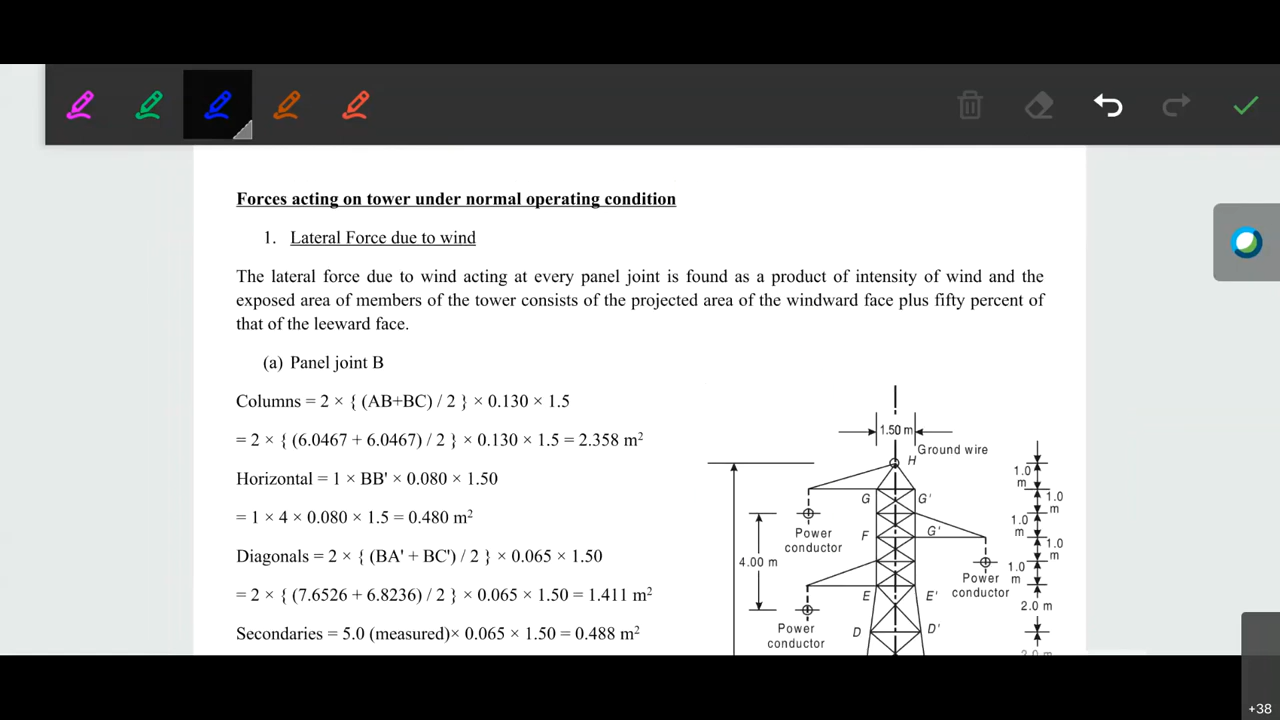 Forces acting on tower under normal operating condition
1. Lateral Force due to wind
The lateral force due to wind acting at every panel joint is found as a product of intensity of wind and the
exposed area of members of the tower consists of the projected area of the windward face plus fifty percent of
that of the leeward face.
(a) Panel joint B
Columns = 2 × { (AB+BC) / 2 } × 0.130 × 1.5
= 2 × { (6.0467 + 6.0467) / 2 } × 0.130 × 1.5 = 2.358 m²
Horizontal = 1 × BB' × 0.080 × 1.50
= 1 × 4 × 0.080 × 1.5 = 0.480 m²
Diagonals = 2 × { (BA' + BC') / 2 } × 0.065 × 1.50
= 2 × { (7.6526 + 6.8236) / 2 } × 0.065 × 1.50 = 1.411 m²
Secondaries = 5.0 (measured)× 0.065 × 1.50 = 0.488 m²
1.50 m
Ground wire
H
1.0
m
G
G'
1.0
m
Power
conductor
F
G'
1.0
m
1.0
m
4.00 m
Power
conductor
1.0
m
E
E'
2.0 m
Power
conductor
D
D'
2.0 m
+38